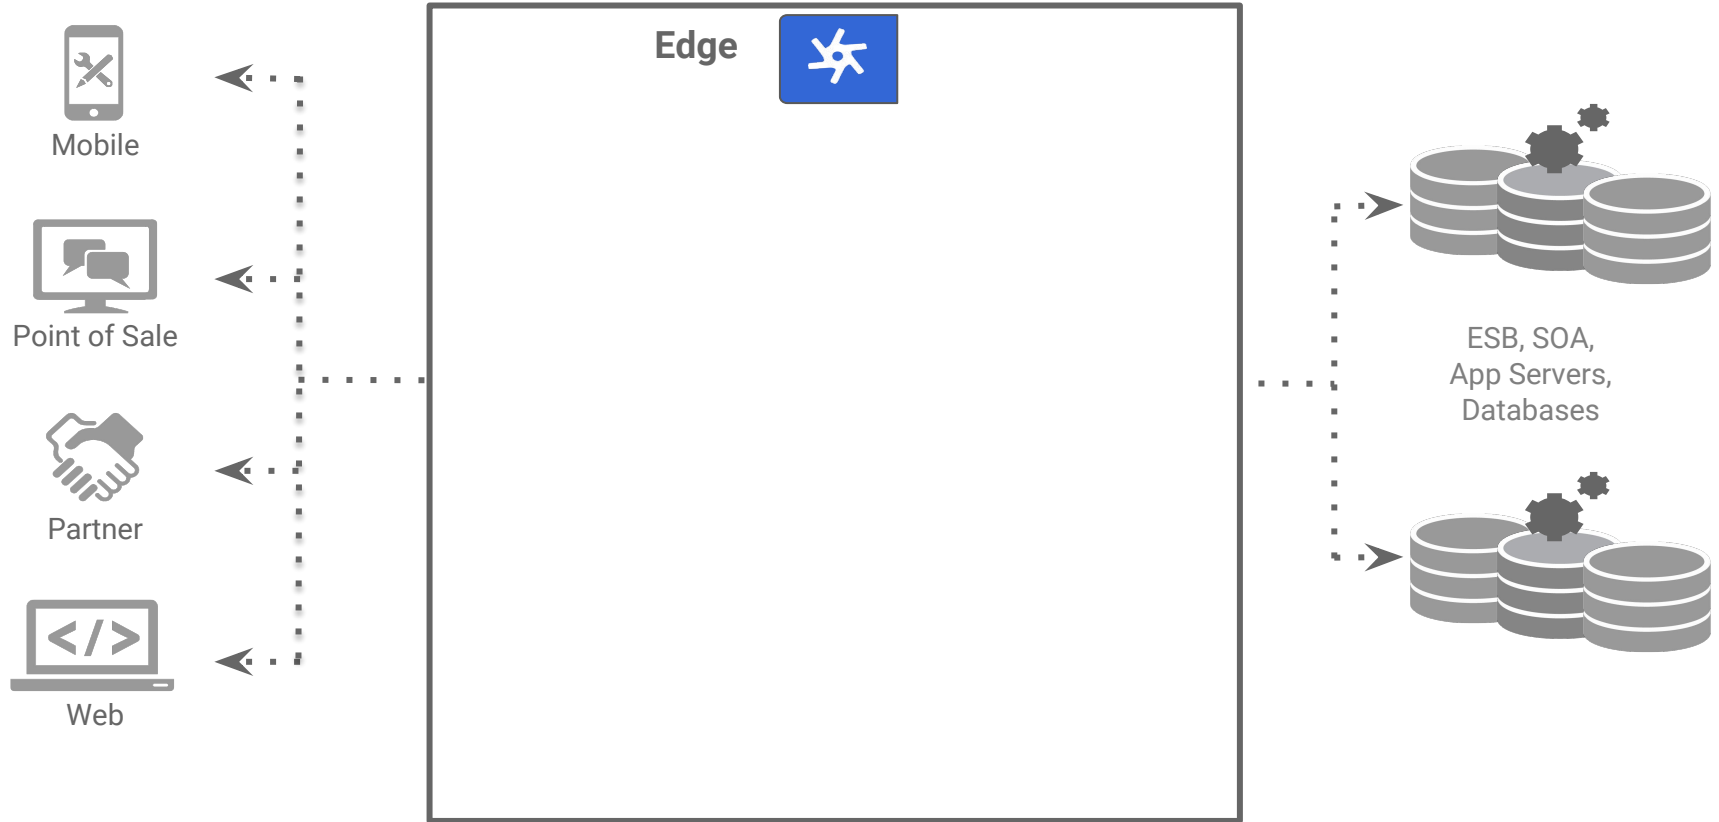 Edge
Mobile
Point of Sale
Partner
</>
Web
ESB, SOA,
App Servers,
Databases